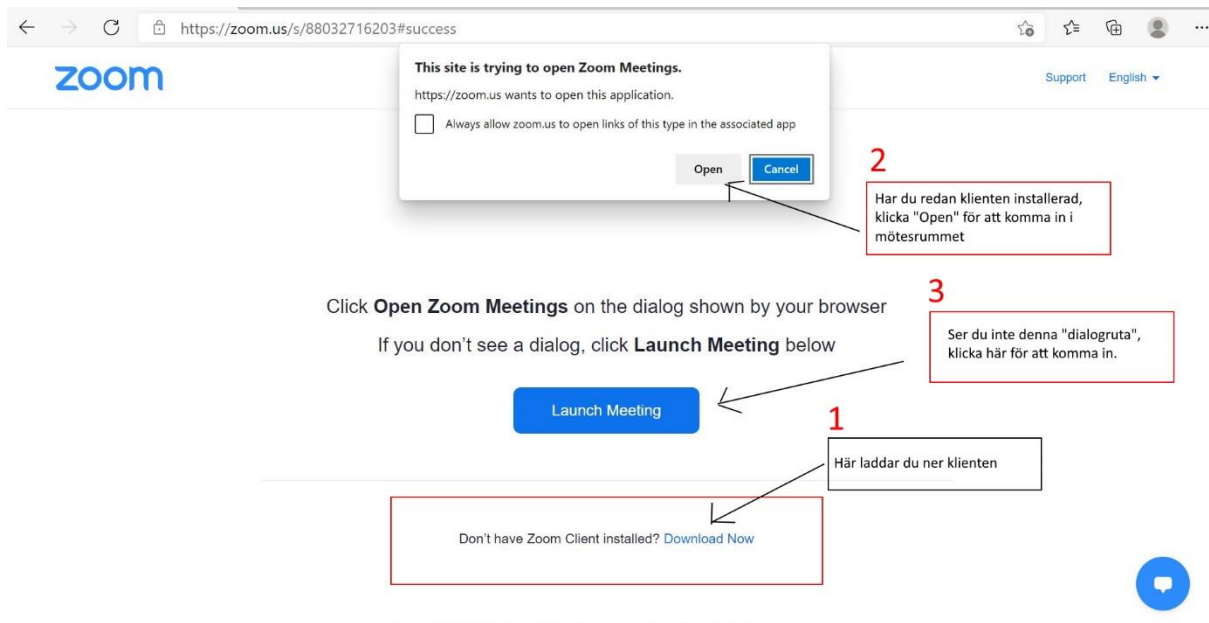 https://zoom.us/s/88032716203#success
zoom
This site is trying to open Zoom Meetings.
https://zoom.us wants to open this application.
Always allow zoom.us to open links of this type in the associated app
Open
Cancel
Support
English
2
Har du redan klienten installerad,
klicka "Open" för att komma in i
mötesrummet
Click Open Zoom Meetings on the dialog shown by your browser
If you don't see a dialog, click Launch Meeting below
3
Ser du inte denna "dialogruta",
klicka här för att komma in.
Launch Meeting
1
Här laddar du ner klienten
Don't have Zoom Client installed? Download Now